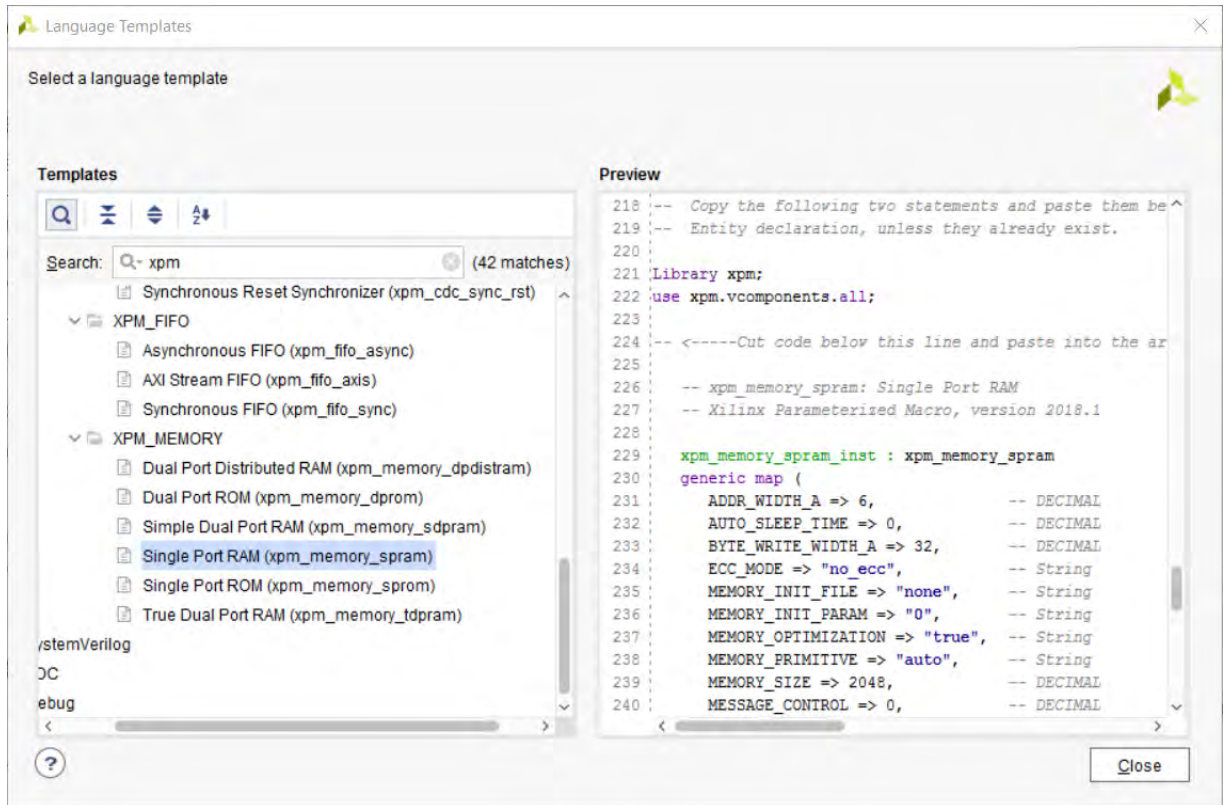 Language Templates
Select a language template
Templates
Search: xpm (42 matches)
Synchronous Reset Synchronizer (xpm_cdc_sync_rst)
XPM_FIFO
Asynchronous FIFO (xpm_fifo_async)
AXI Stream FIFO (xpm_fifo_axis)
Synchronous FIFO (xpm_fifo_sync)
XPM_MEMORY
Dual Port Distributed RAM (xpm_memory_dpdistram)
Dual Port ROM (xpm_memory_dprom)
Simple Dual Port RAM (xpm_memory_sdpram)
Single Port RAM (xpm_memory_spram)
Single Port ROM (xpm_memory_sprom)
True Dual Port RAM (xpm_memory_tdpram)
ystemVerilog
DC
ebug
Preview
218 -- Copy the following two statements and paste them be
219 -- Entity declaration, unless they already exist.
220
221 Library xpm;
222 use xpm.vcomponents.all;
223
224 -- <-----Cut code below this line and paste into the ar
225
226 -- xpm_memory_spram: Single Port RAM
227 -- Xilinx Parameterized Macro, version 2018.1
228
229 xpm_memory_spram_inst : xpm_memory_spram
230 generic map (
231 ADDR_WIDTH_A => 6, -- DECIMAL
232 AUTO_SLEEP_TIME => 0, -- DECIMAL
233 BYTE_WRITE_WIDTH_A => 32, -- DECIMAL
234 ECC_MODE => "no_ecc", -- String
235 MEMORY_INIT_FILE => "none", -- String
236 MEMORY_INIT_PARAM => "0", -- String
237 MEMORY_OPTIMIZATION => "true", -- String
238 MEMORY_PRIMITIVE => "auto", -- String
239 MEMORY_SIZE => 2048, -- DECIMAL
240 MESSAGE_CONTROL => 0, -- DECIMAL
?
Close